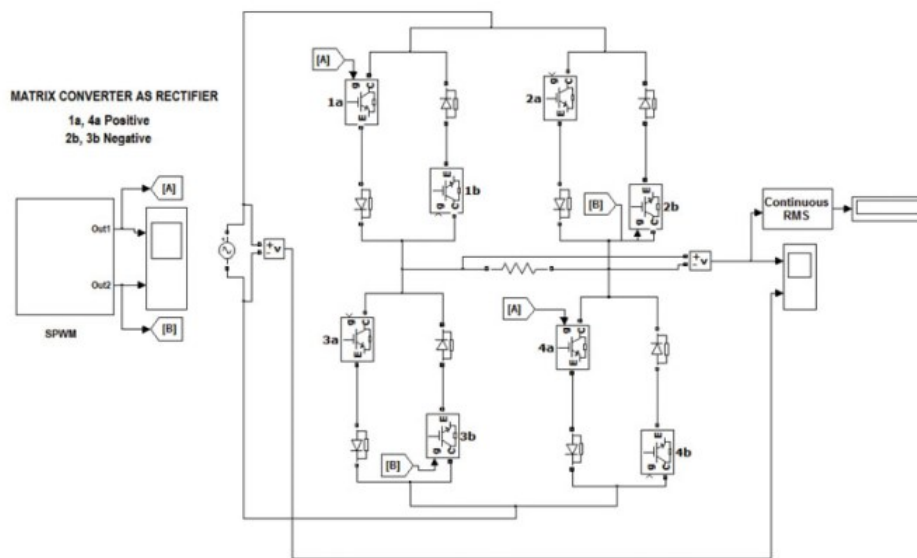 MATRIX CONVERTER AS RECTIFIER
1a, 4a Positive
2b, 3b Negative
[A]
Out1
Out2
[B]
SPWM
+
-
v
[A]
g
C
E
1a
E
g
C
1b
g
C
E
2a
[B]
E
g
C
2b
Continuous
RMS
+
-
v
g
C
E
3a
[B]
E
g
C
3b
[A]
g
C
E
4a
E
g
C
4b